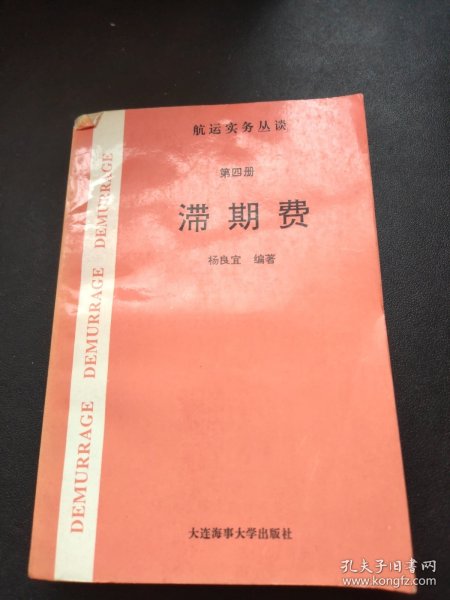 航运实务丛谈
第四册
滞期费
杨良宜 编著
DEMURRAGE DEMURRAGE DEMURRAGE
大连海事大学出版社
孔夫子旧书网
www.kongfz.com